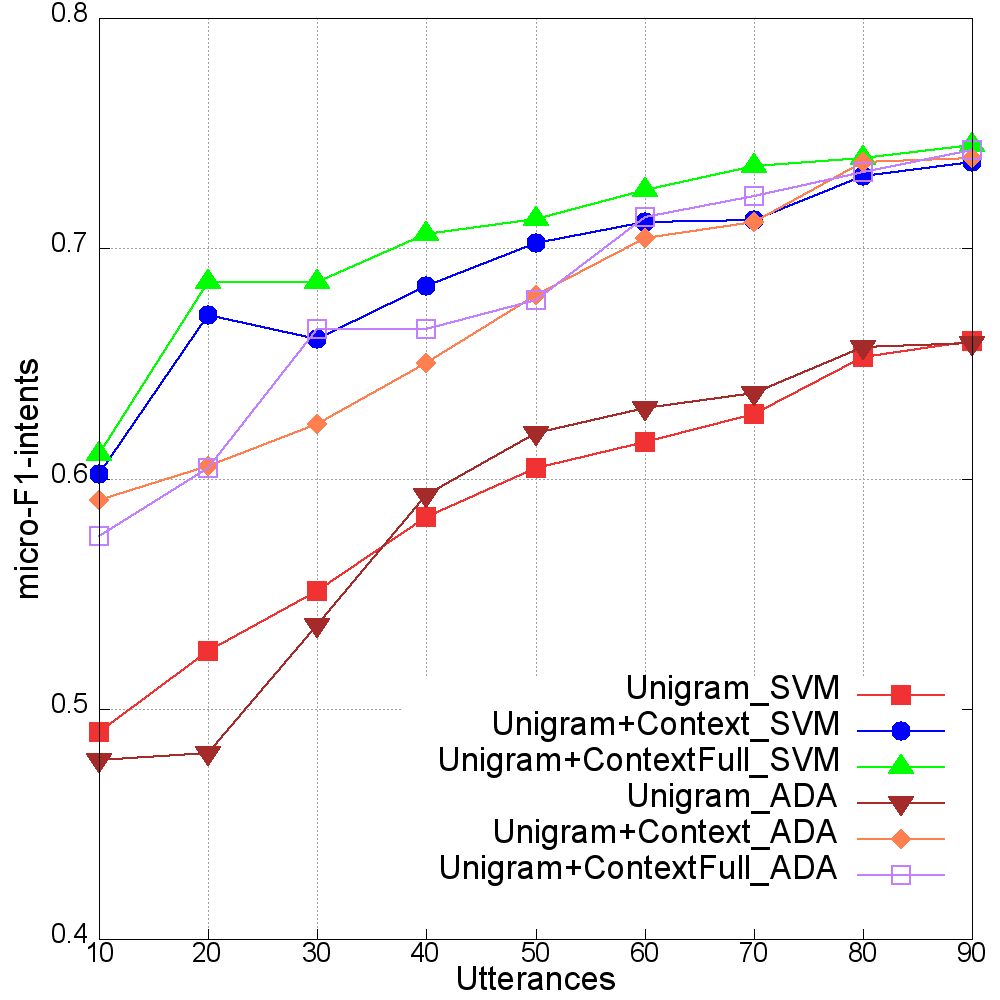 0.8
0.7
0.6
0.5
0.4
micro-F1-intents
Unigram_SVM
Unigram+Context_SVM
Unigram+ContextFull_SVM
Unigram_ADA
Unigram+Context_ADA
Unigram+ContextFull_ADA
10 20 30 40 50 60 70 80 90
Utterances